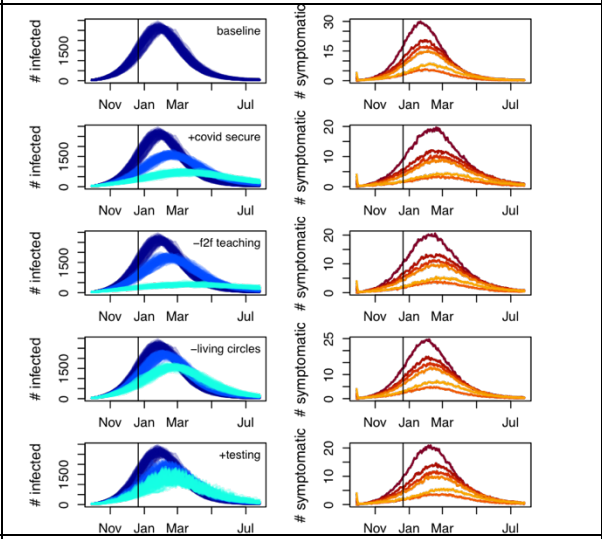 # infected
0 1500
baseline
Nov Jan Mar Jul
# symptomatic
0 15 30
Nov Jan Mar Jul
# infected
0 1500
+covid secure
Nov Jan Mar Jul
# symptomatic
0 10 20
Nov Jan Mar Jul
# infected
0 1500
−f2f teaching
Nov Jan Mar Jul
# symptomatic
0 10 20
Nov Jan Mar Jul
# infected
0 1500
−living circles
Nov Jan Mar Jul
# symptomatic
0 10 25
Nov Jan Mar Jul
# infected
0 1500
+testing
Nov Jan Mar Jul
# symptomatic
0 10 20
Nov Jan Mar Jul